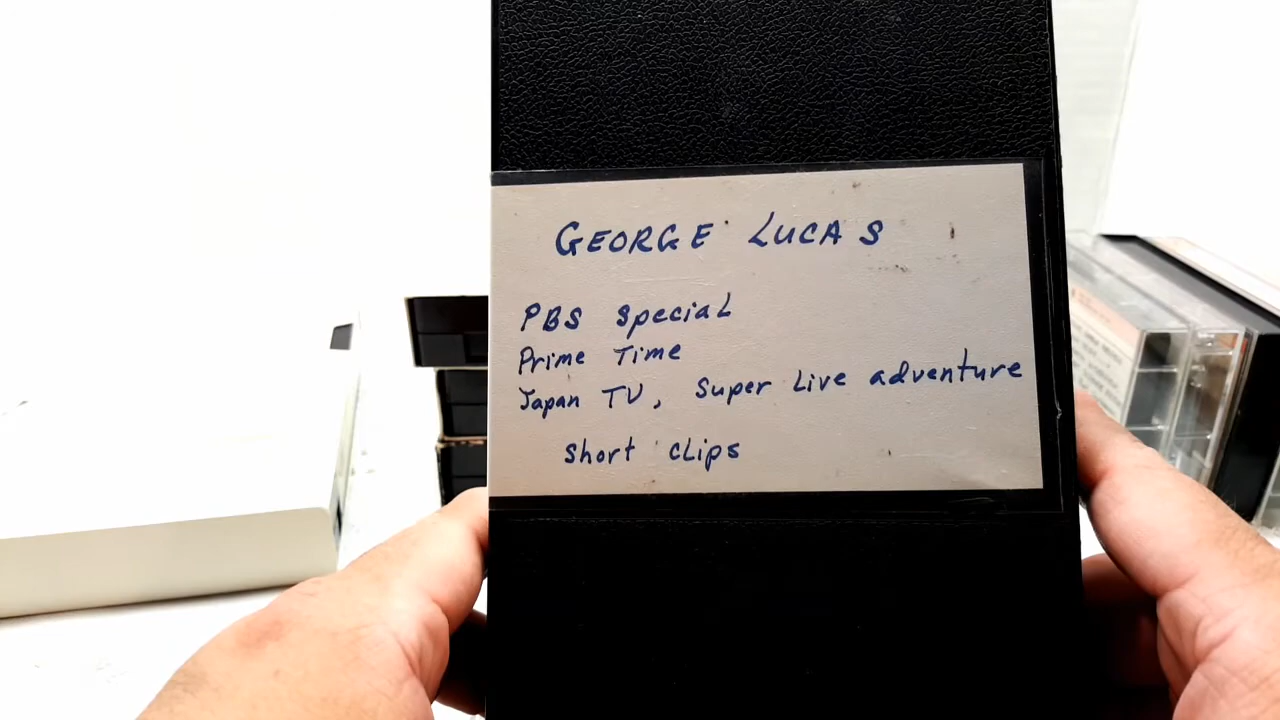 GEORGE LUCAS
PBS Special
Prime Time
Japan TV, Super Live adventure
Short clips